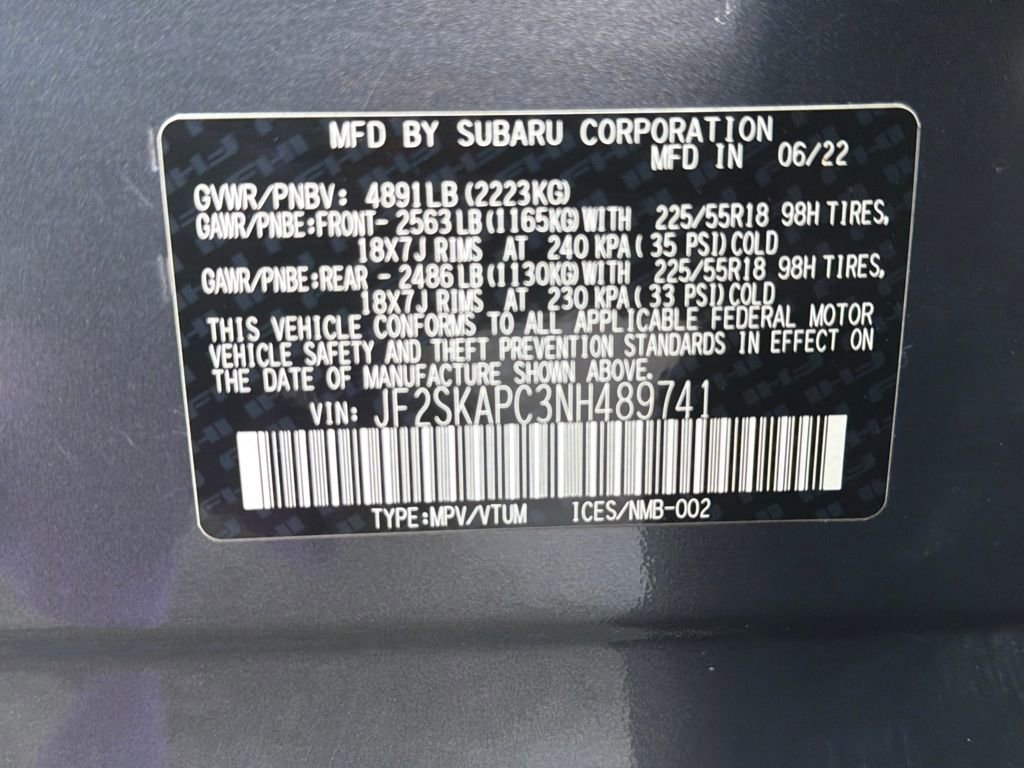 MFD BY SUBARU CORPORATION
MFD IN 06/22
GVWR/PNBV: 4891LB(2223KG)
GAWR/PNBE:FRONT- 2563LB(1165KG)WITH 225/55R18 98H TIRES,
18X7J RIMS AT 240 KPA( 35 PSI)COLD
GAWR/PNBE:REAR - 2486LB(1130KG)WITH 225/55R18 98H TIRES,
18X7J RIMS AT 230 KPA( 33 PSI)COLD
THIS VEHICLE CONFORMS TO ALL APPLICABLE FEDERAL MOTOR
VEHICLE SAFETY AND THEFT PREVENTION STANDARDS IN EFFECT ON
THE DATE OF MANUFACTURE SHOWN ABOVE.
VIN: JF2SKAPC3NH489741
TYPE:MPV/VTUM ICES/NMB-002